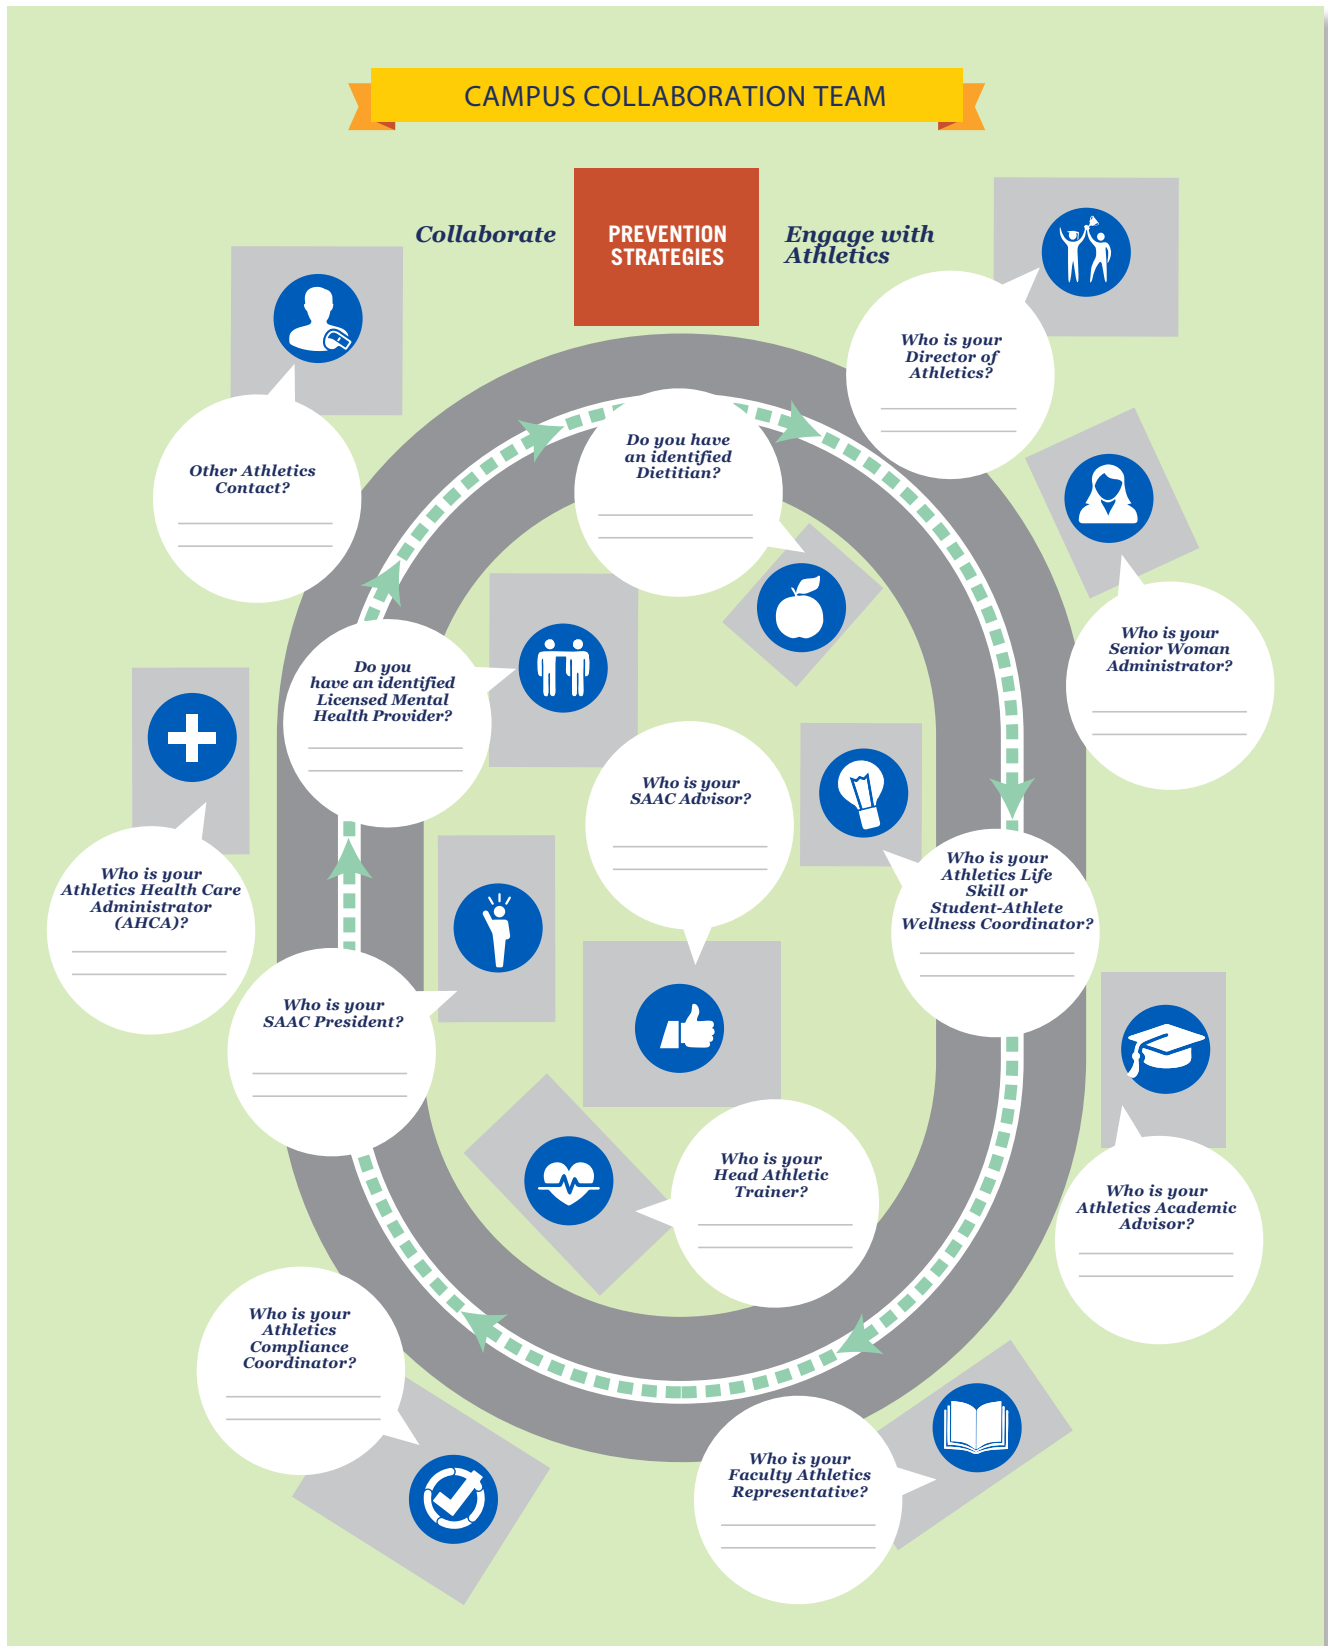 CAMPUS COLLABORATION TEAM
Collaborate
PREVENTION
STRATEGIES
Engage with
Athletics
Who is your
Director of
Athletics?
Other Athletics
Contact?
Do you have
an identified
Dietitian?
Who is your
Senior Woman
Administrator?
Do you
have an identified
Licensed Mental
Health Provider?
Who is your
SAAC Advisor?
Who is your
Athletics Life
Skill or
Student-Athlete
Wellness Coordinator?
Who is your
Athletics Health Care
Administrator
(AHCA)?
Who is your
SAAC President?
Who is your
Head Athletic
Trainer?
Who is your
Athletics Academic
Advisor?
Who is your
Athletics
Compliance
Coordinator?
Who is your
Faculty Athletics
Representative?